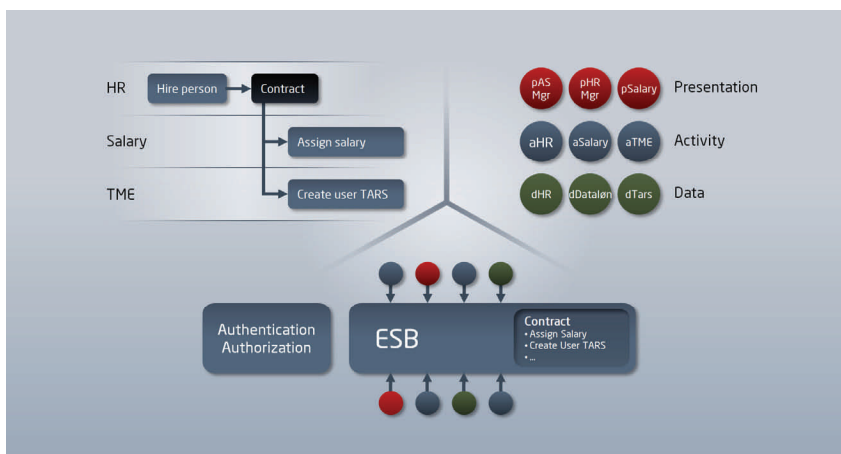 HR
Hire person
Contract
Salary
Assign salary
TME
Create user TARS
pAS
Mgr
pHR
Mgr
pSalary
Presentation
aHR
aSalary
aTME
Activity
dHR
dDataløn
dTars
Data
Authentication
Authorization
ESB
Contract
• Assign Salary
• Create User TARS
• ...